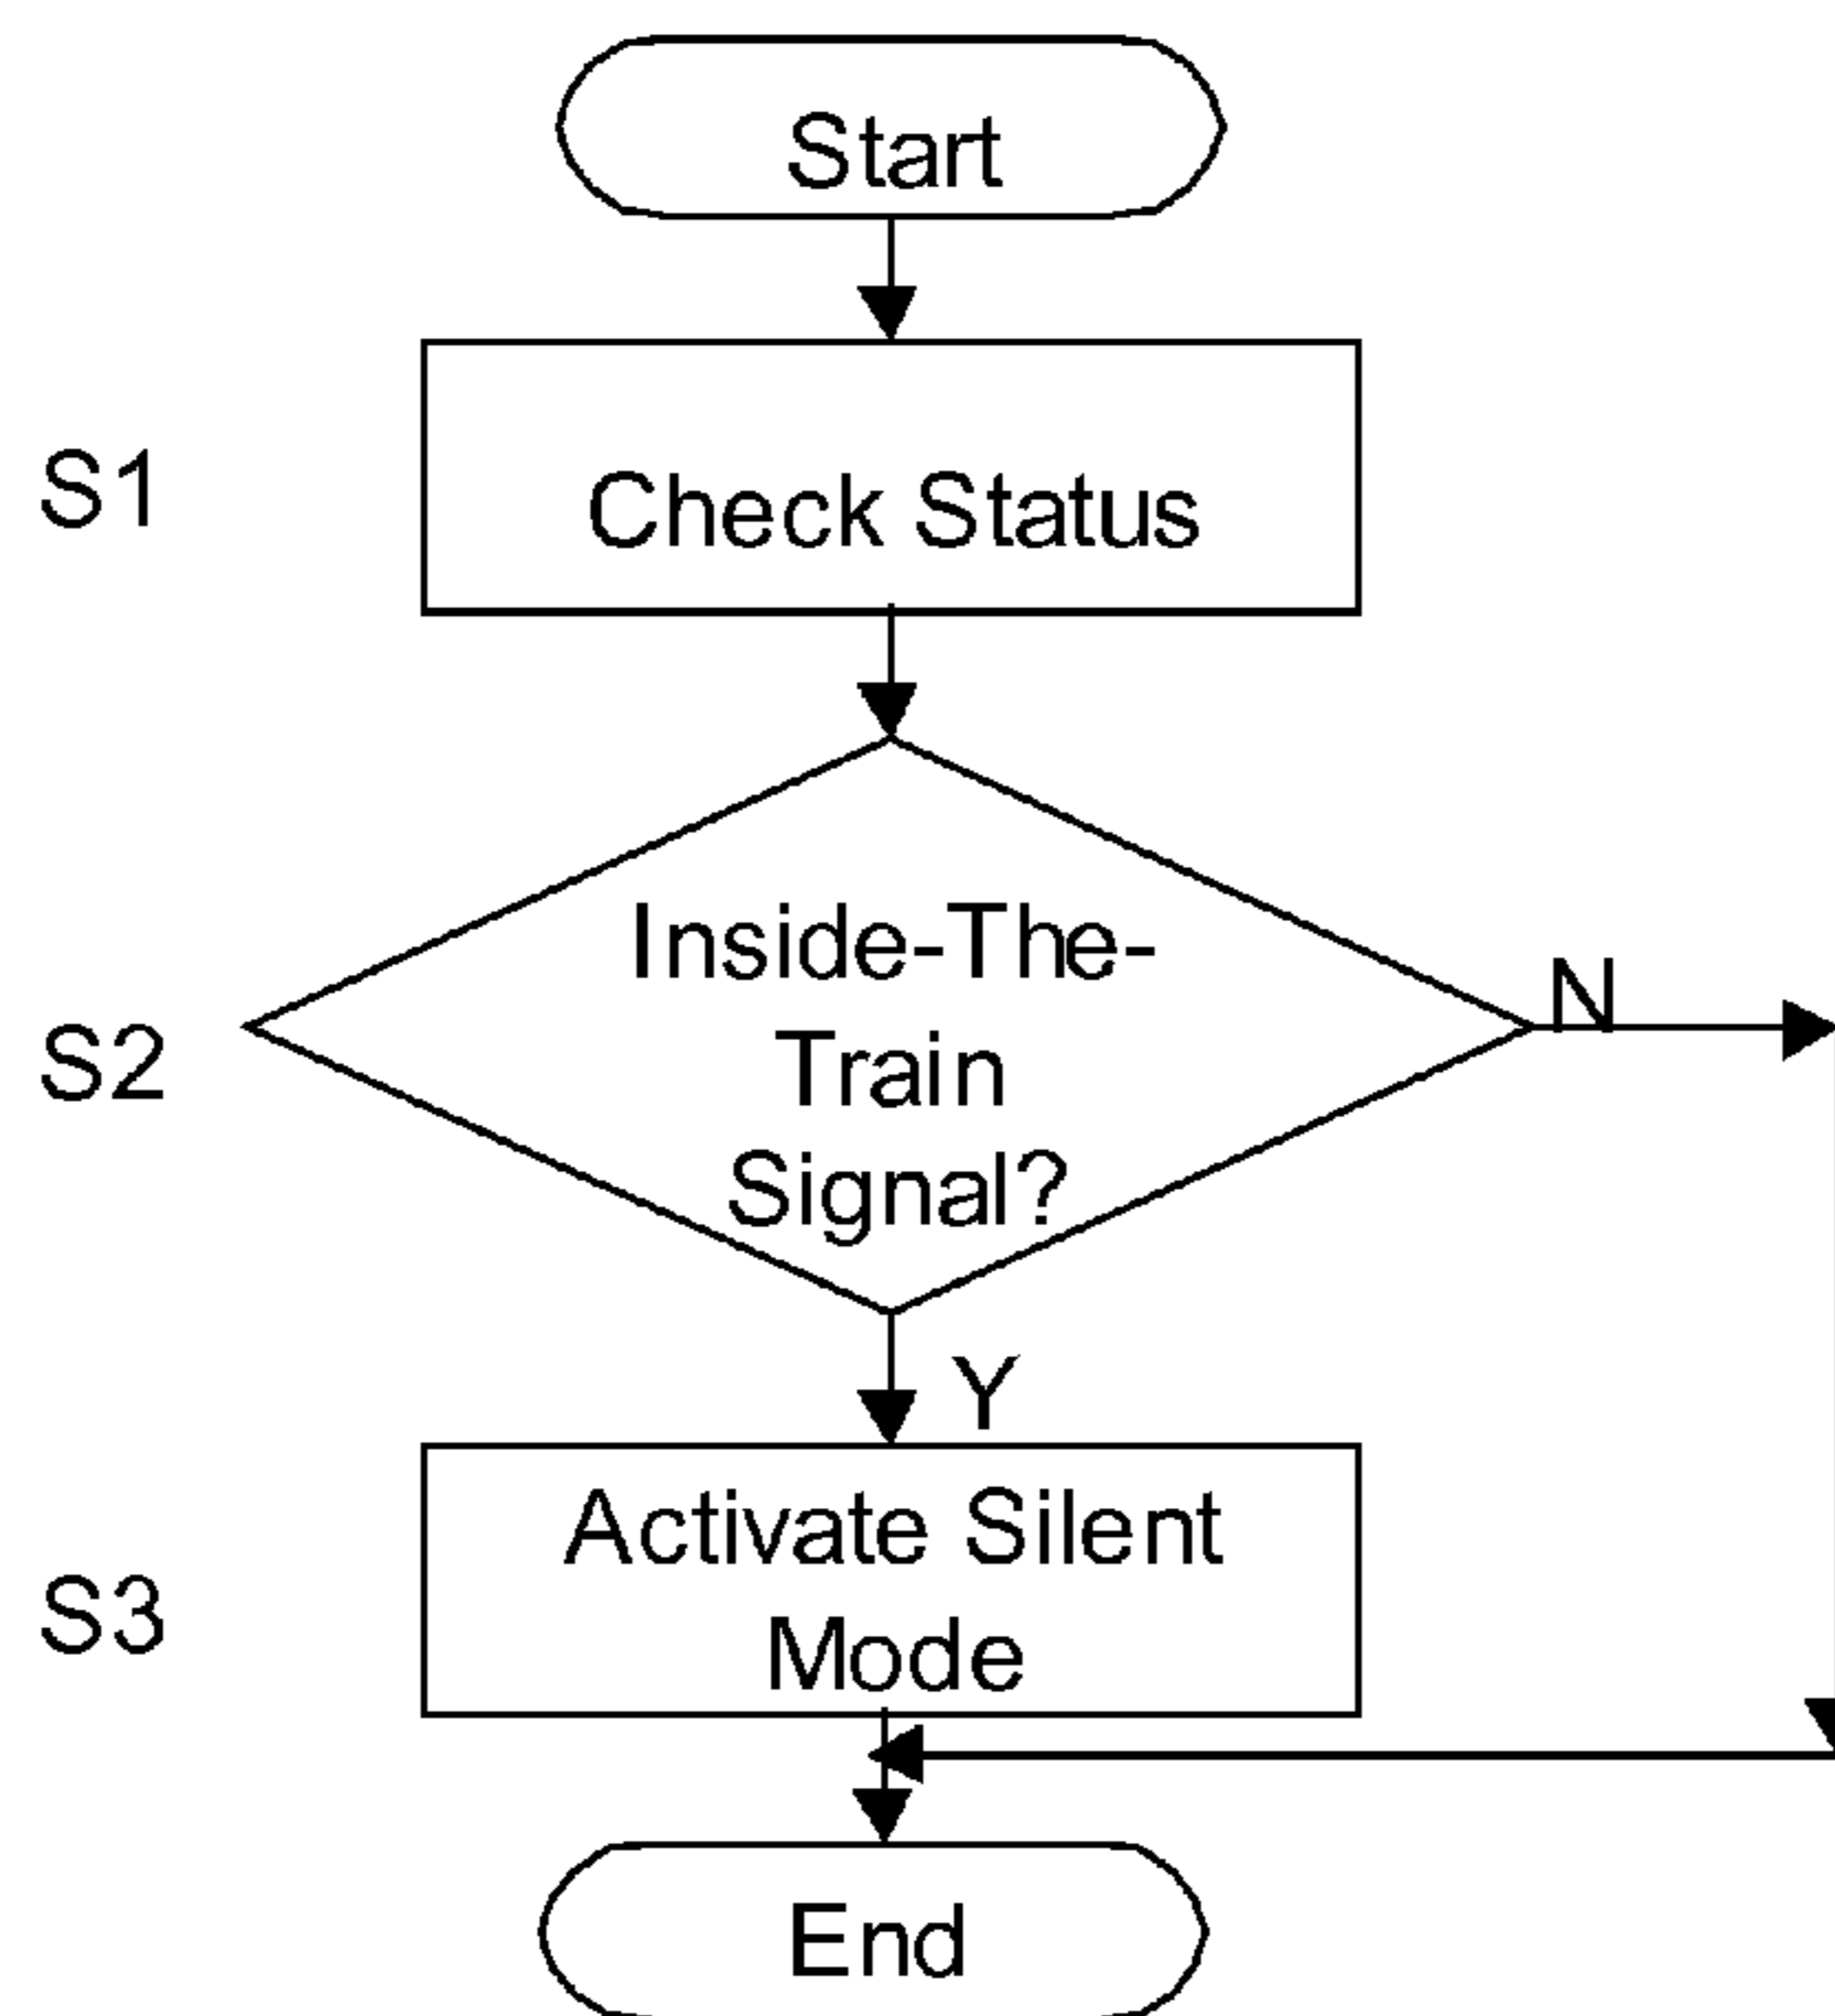 Start
S1
Check Status
Inside-The-
Train
Signal?
S2
N
Y
Activate Silent
Mode
S3
End